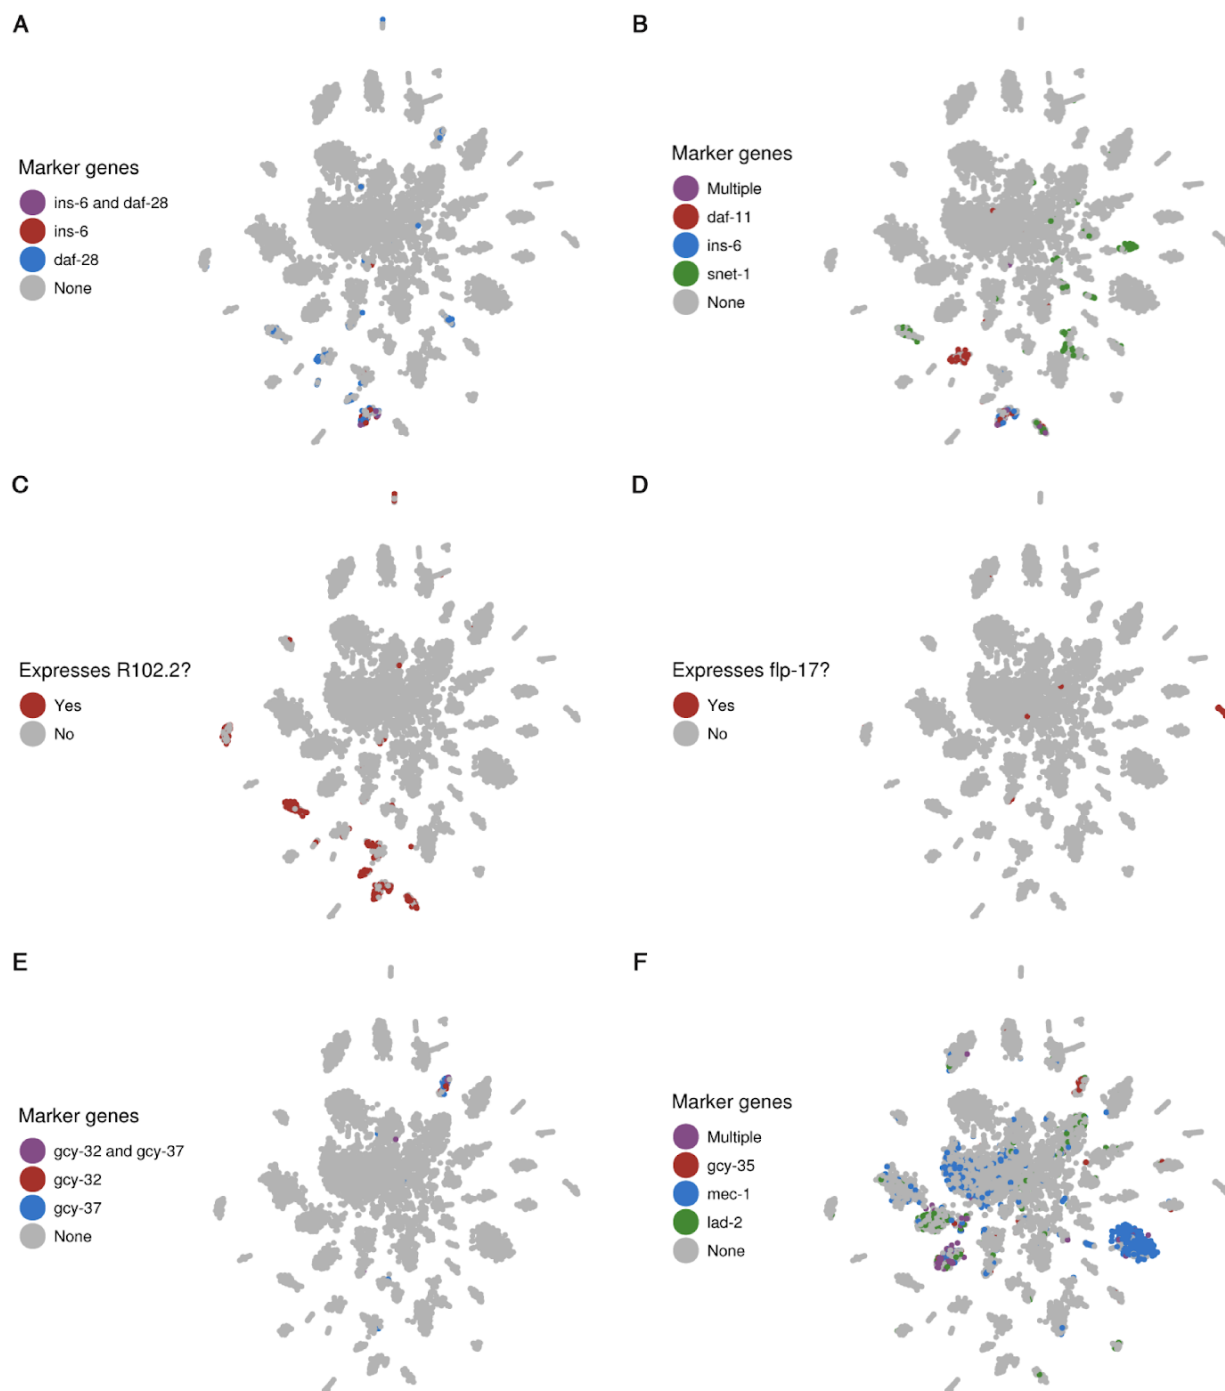 A
Marker genes
ins-6 and daf-28
ins-6
daf-28
None
B
Marker genes
Multiple
daf-11
ins-6
snet-1
None
C
Expresses R102.2?
Yes
No
D
Expresses flp-17?
Yes
No
E
Marker genes
gcy-32 and gcy-37
gcy-32
gcy-37
None
F
Marker genes
Multiple
gcy-35
mec-1
lad-2
None